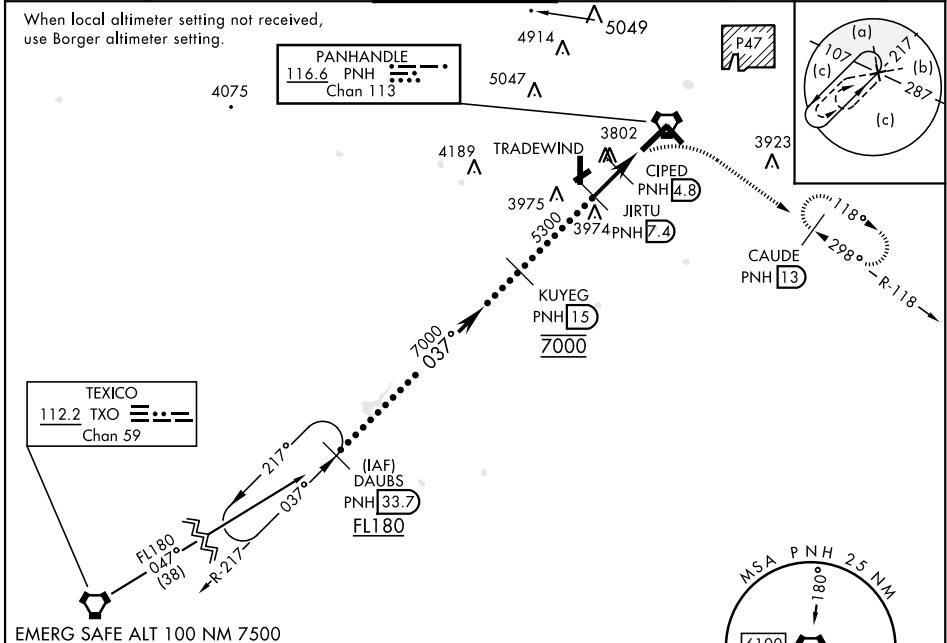 When local altimeter setting not received,
use Borger altimeter setting.
PANHANDLE
116.6 PNH
Chan 113
4075
4914
5049
5047
P47
(a)
107
217
(c)
(b)
287
(c)
4189
TRADEWIND
3802
3923
CIPED
PNH 4.8
3975
JIRTU
3974
PNH 7.4
5300
118°
298°
R-118
CAUDE
PNH 13
KUYEG
PNH 15
7000
7000
037°
TEXICO
112.2 TXO
Chan 59
217°
037°
(IAF)
DAUBS
PNH 33.7
FL180
FL180
047°
(38)
R-217
MSA PNH 25 NM
180°
6100
EMERG SAFE ALT 100 NM 7500